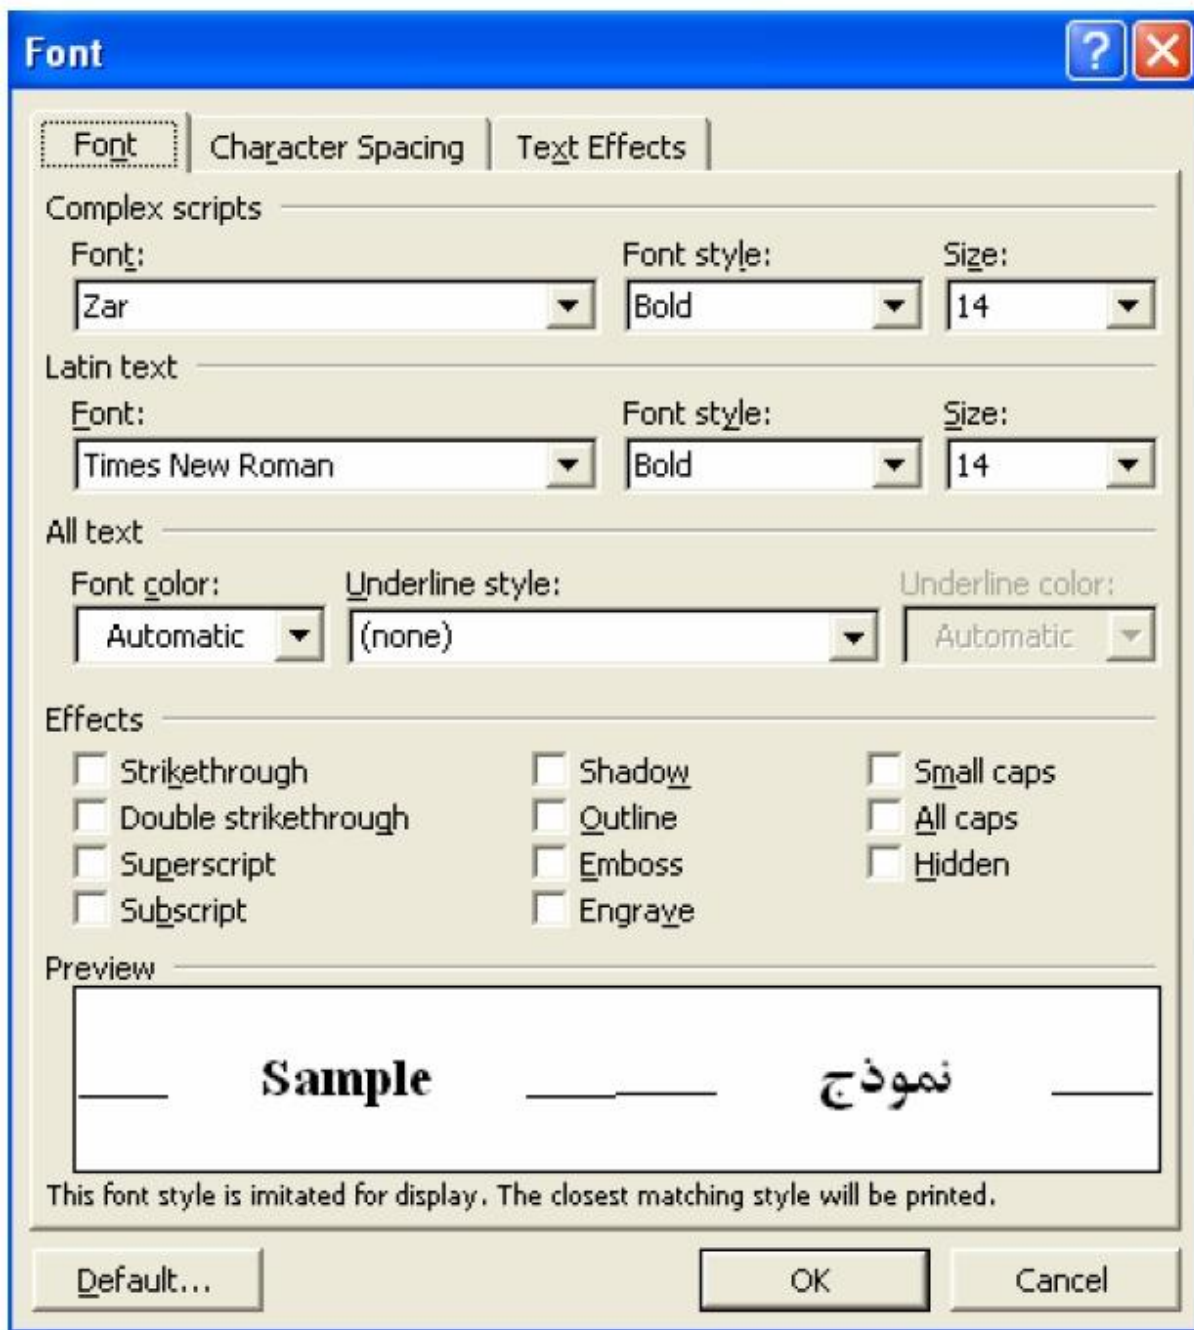 Font
Font Character Spacing Text Effects
Complex scripts
Font: Font style: Size:
Zar Bold 14
Latin text
Font: Font style: Size:
Times New Roman Bold 14
All text
Font color: Underline style: Underline color:
Automatic (none) Automatic
Effects
Strikethrough Shadow Small caps
Double strikethrough Outline All caps
Superscript Emboss Hidden
Subscript Engrave
Preview
Sample نموذج
This font style is imitated for display. The closest matching style will be printed.
Default... OK Cancel